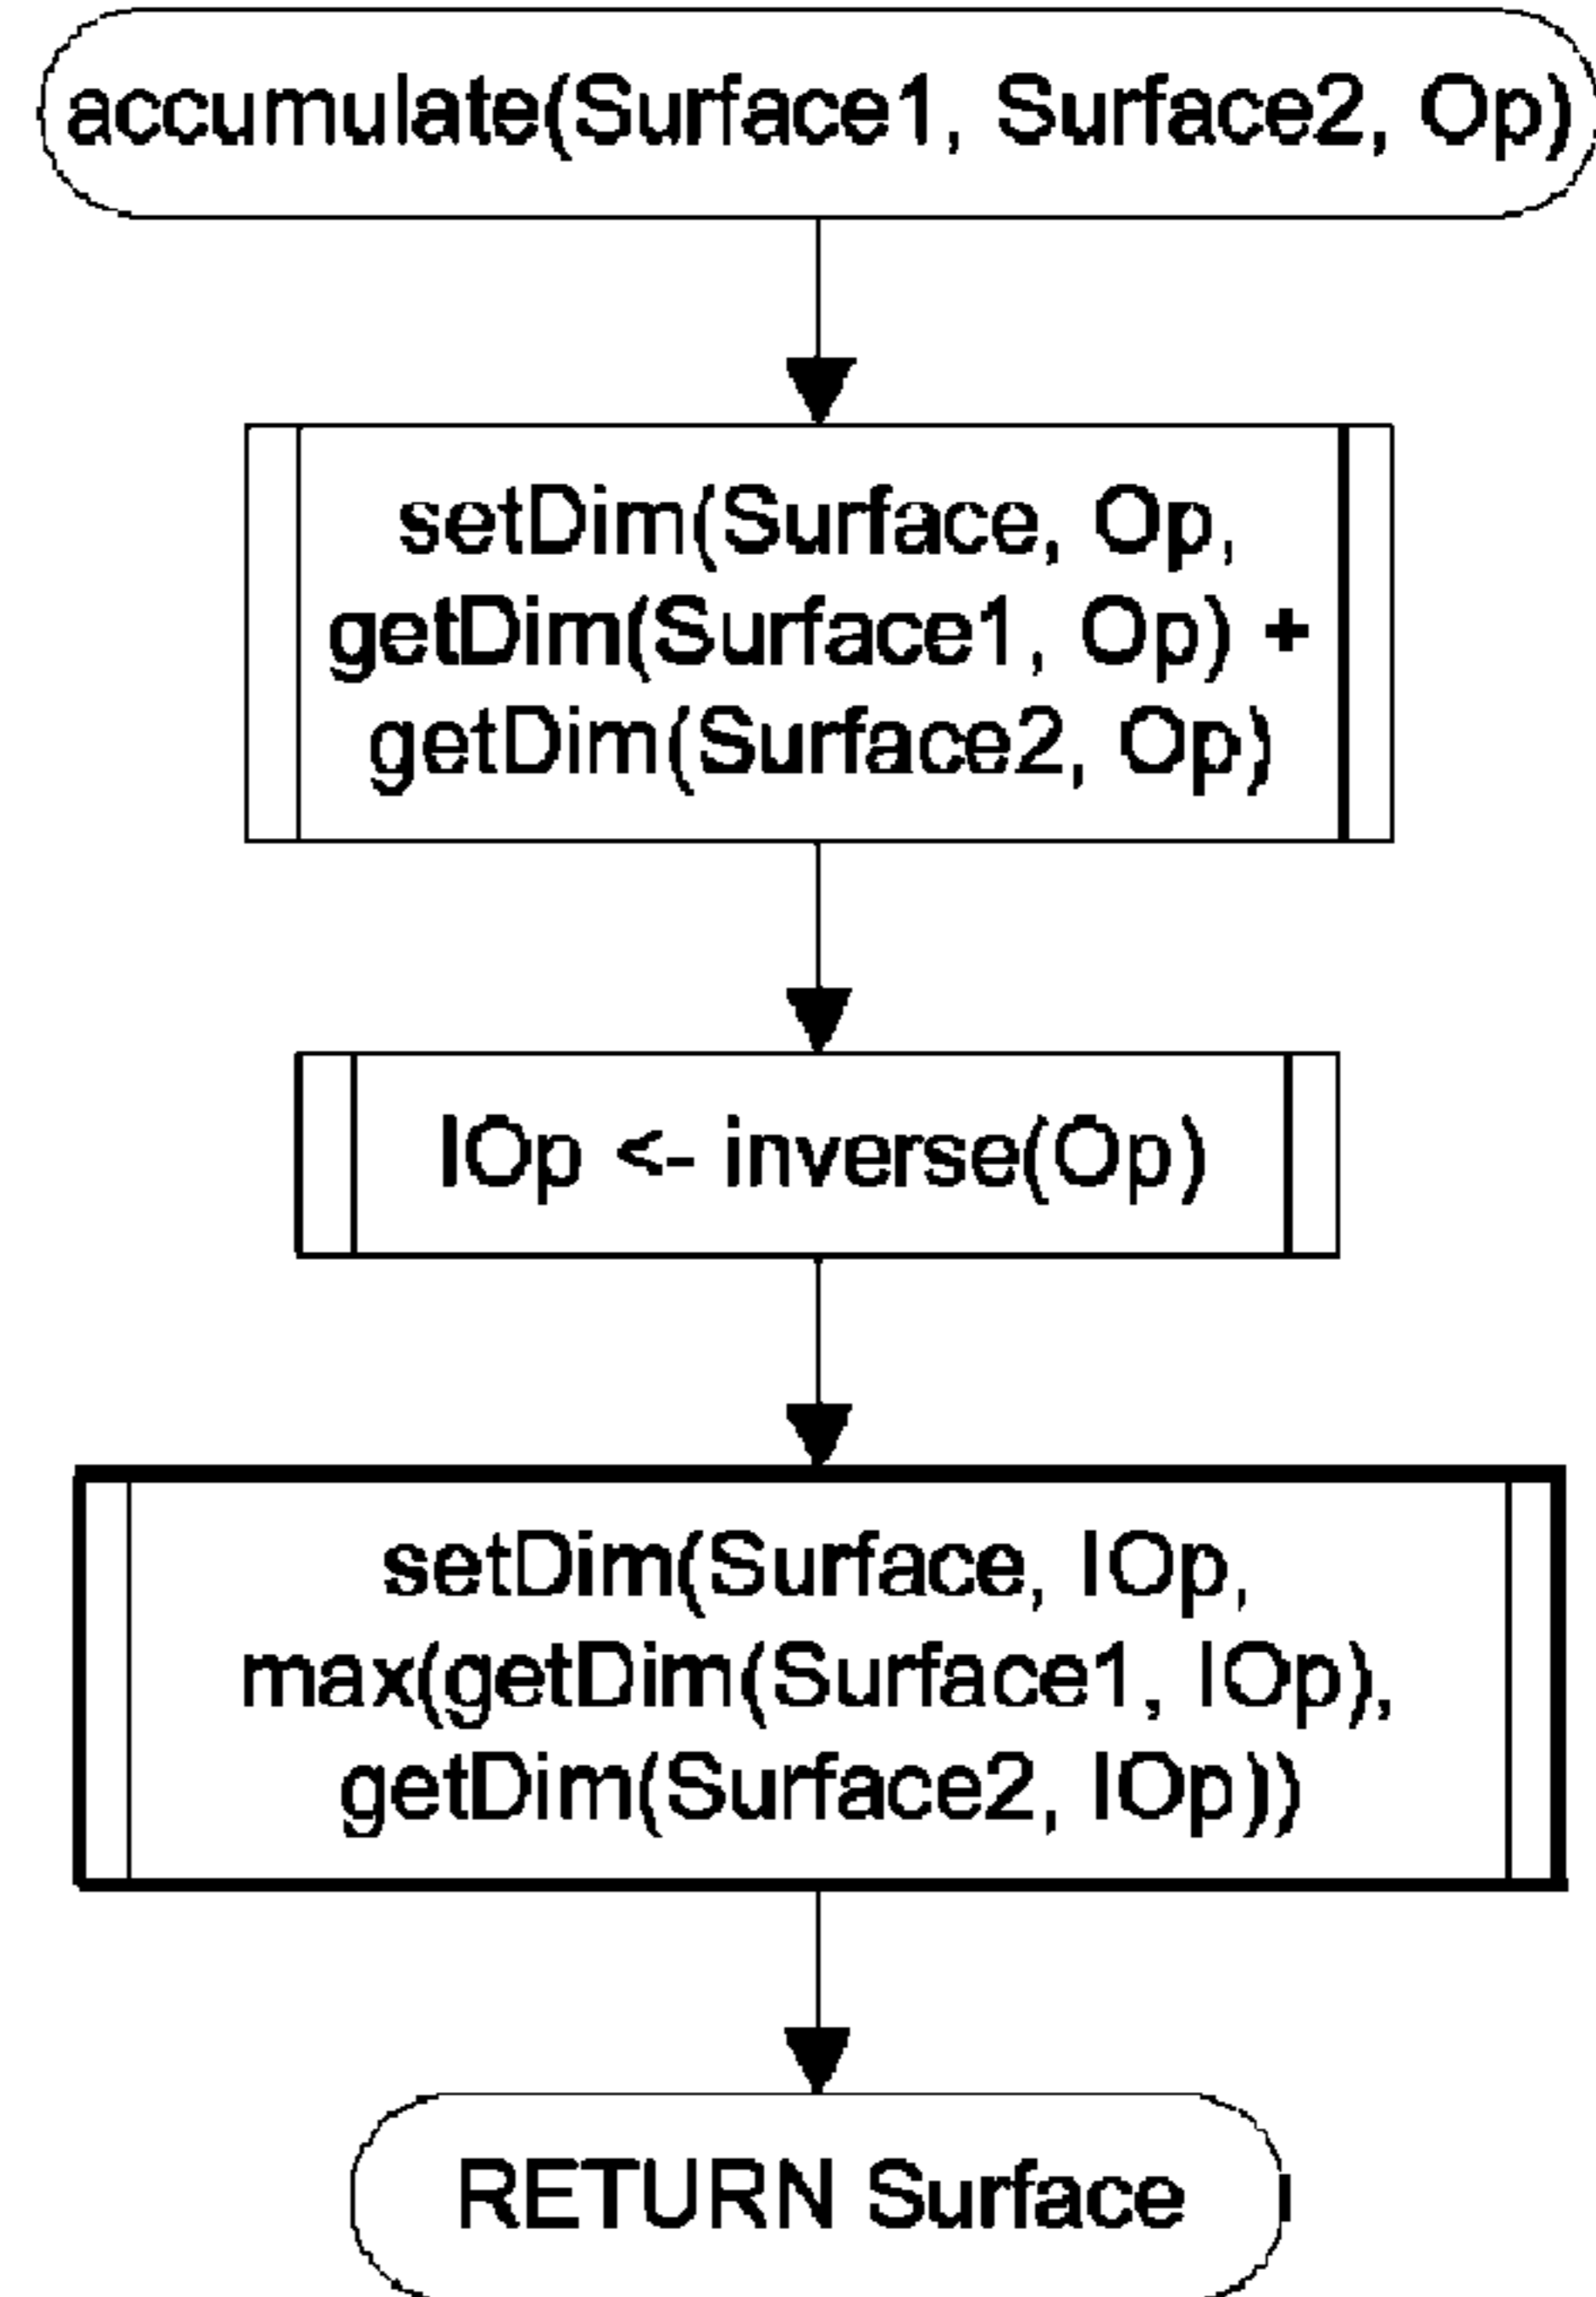 accumulate(Surface1, Surface2, Op)
setDim(Surface, Op,
getDim(Surface1, Op) +
getDim(Surface2, Op)
IOp <- inverse(Op)
setDim(Surface, IOp,
max(getDim(Surface1, IOp),
getDim(Surface2, IOp))
RETURN Surface